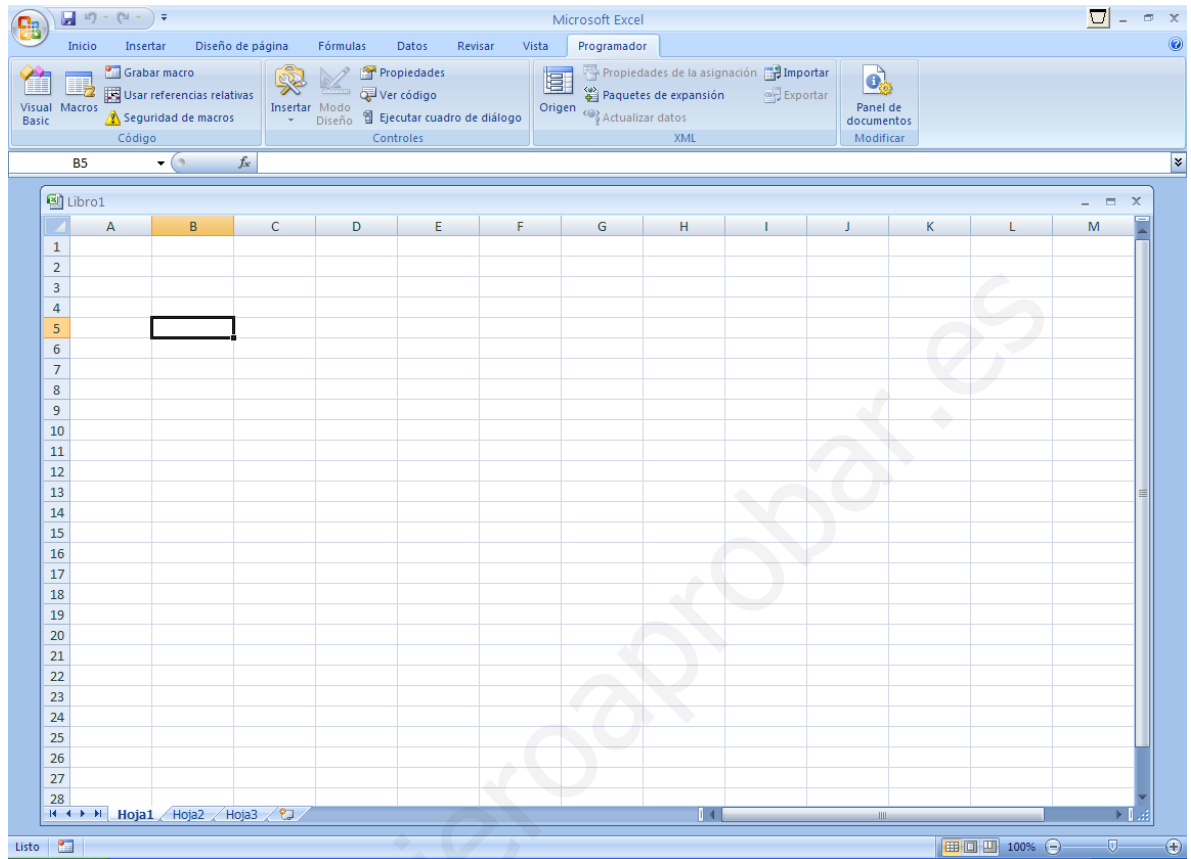 Microsoft Excel
Inicio Insertar Diseño de página Fórmulas Datos Revisar Vista Programador
Visual Basic
Macros
Grabar macro
Usar referencias relativas
Seguridad de macros
Código
Insertar
Modo Diseño
Propiedades
Ver código
Ejecutar cuadro de diálogo
Controles
Origen
Propiedades de la asignación
Paquetes de expansión
Actualizar datos
Importar
Exportar
XML
Panel de documentos
Modificar
B5 fx
Libro1
A B C D E F G H I J K L M
1
2
3
4
5
6
7
8
9
10
11
12
13
14
15
16
17
18
19
20
21
22
23
24
25
26
27
28
Hoja1 Hoja2 Hoja3
Listo 100%
ieroaprobar.es